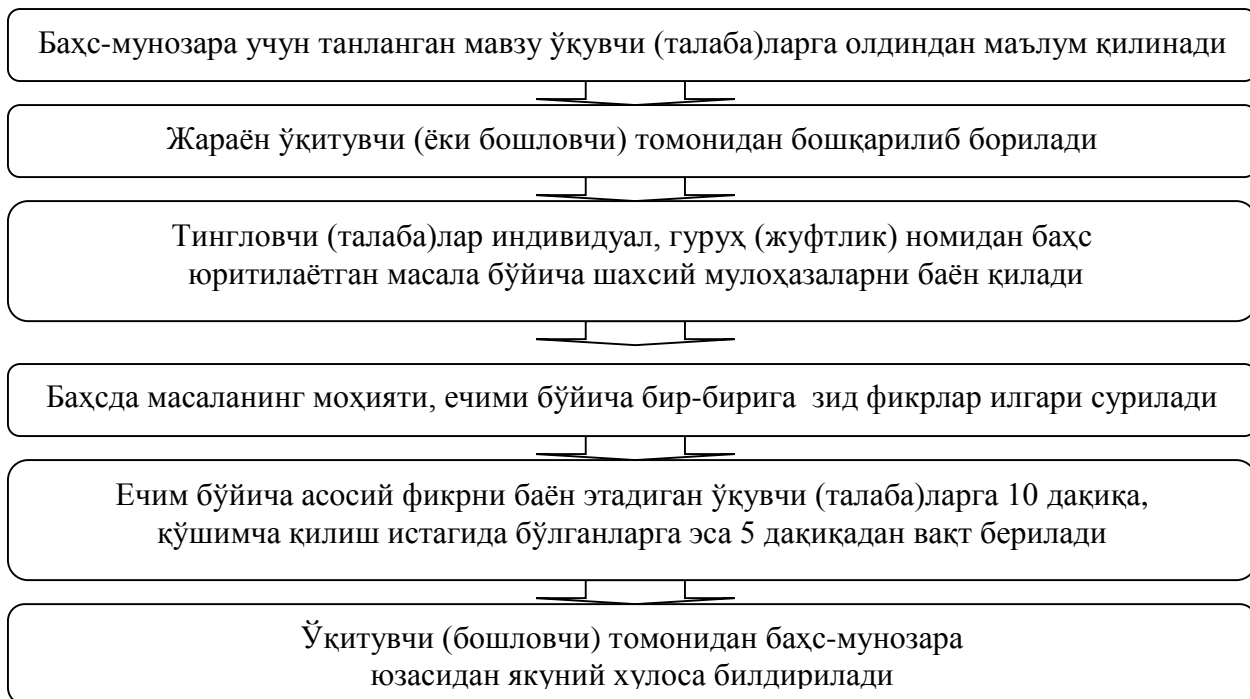 Баҳс-мунозара учун танланган мавзу ўқувчи (талаба)ларга олдиндан маълум қилинади
Жараён ўқитувчи (ёки бошловчи) томонидан бошқарилиб борилади
Тингловчи (талаба)лар индивидуал, гуруҳ (жуфтлик) номидан баҳс
юритилаётган масала бўйича шахсий мулоҳазаларни баён қилади
Баҳсда масаланинг моҳияти, ечими бўйича бир-бирига зид фикрлар илгари сурилади
Ечим бўйича асосий фикрни баён этадиган ўқувчи (талаба)ларга 10 дақиқа,
қўшимча қилиш истагида бўлганларга эса 5 дақиқадан вақт берилади
Ўқитувчи (бошловчи) томонидан баҳс-мунозара
юзасидан якуний хулоса билдирилади